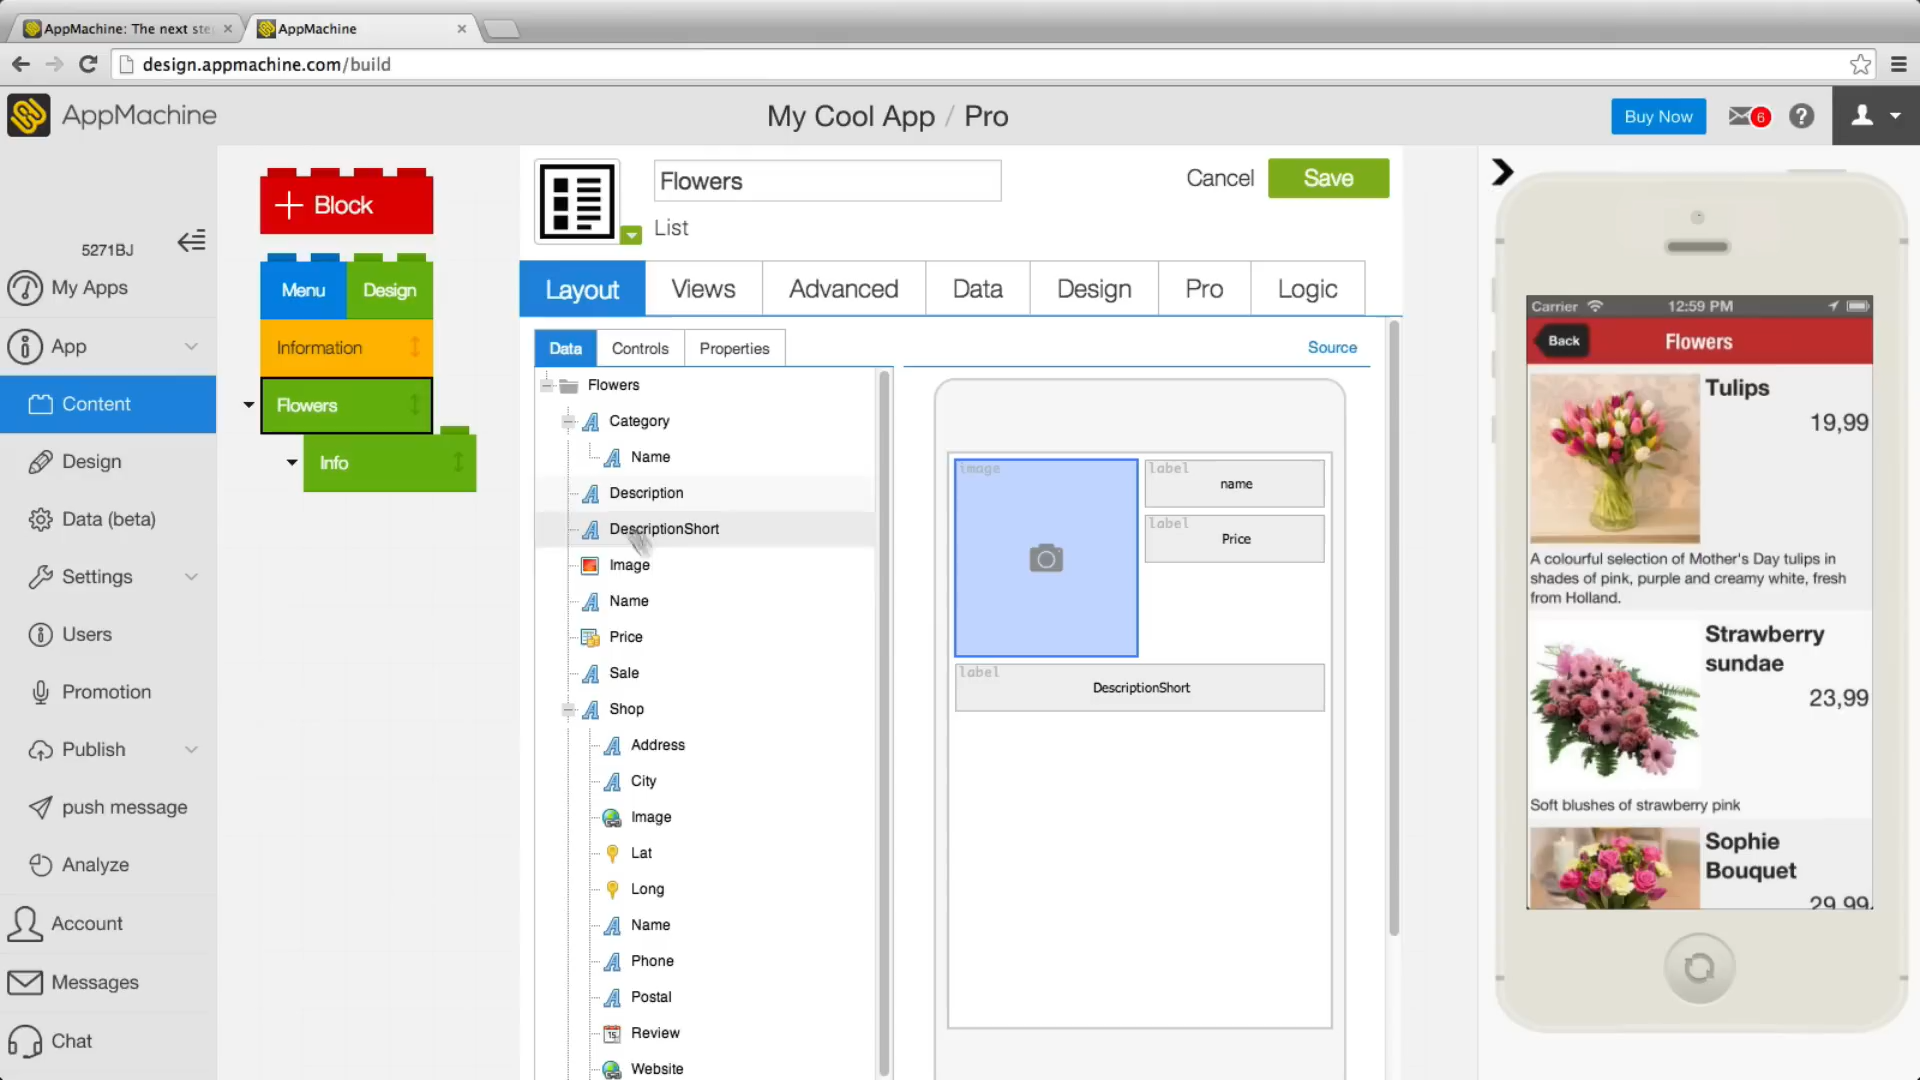 AppMachine: The next ste
AppMachine
design.appmachine.com/build
AppMachine
My Cool App / Pro
Buy Now
6
?
5271BJ
My Apps
App
Content
Design
Data (beta)
Settings
Users
Promotion
Publish
push message
Analyze
Account
Messages
Chat
Block
Menu
Design
Information
Flowers
Info
Flowers
List
Cancel
Save
Layout
Views
Advanced
Data
Design
Pro
Logic
Data
Controls
Properties
Source
Flowers
Category
Name
Description
DescriptionShort
Image
Name
Price
Sale
Shop
Address
City
Image
Lat
Long
Name
Phone
Postal
Review
Website
image
label
name
label
Price
label
DescriptionShort
Carrier
12:59 PM
Back
Flowers
Tulips
19,99
A colourful selection of Mother's Day tulips in
shades of pink, purple and creamy white, fresh
from Holland.
Strawberry
sundae
23,99
Soft blushes of strawberry pink
Sophie
Bouquet
29,99